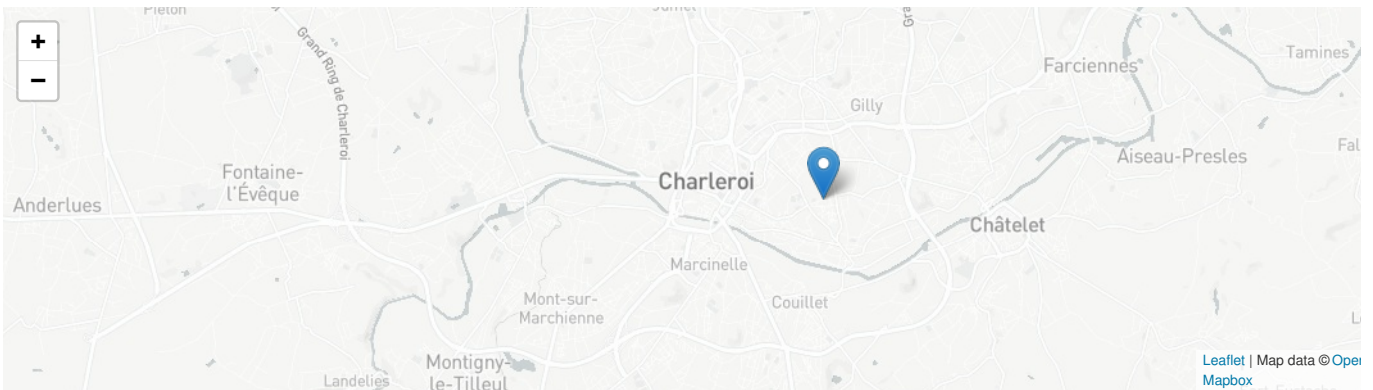 +
−
Grand Ring de Charleroi
Farciennes
Tamines
Gilly
Aiseau-Presles
Fontaine-
l'Évêque
Charleroi
Anderlues
Châtelet
Marcinelle
Mont-sur-
Marchienne
Couillet
Montigny-
le-Tilleul
Landelies
Leaflet | Map data © Oper
Mapbox